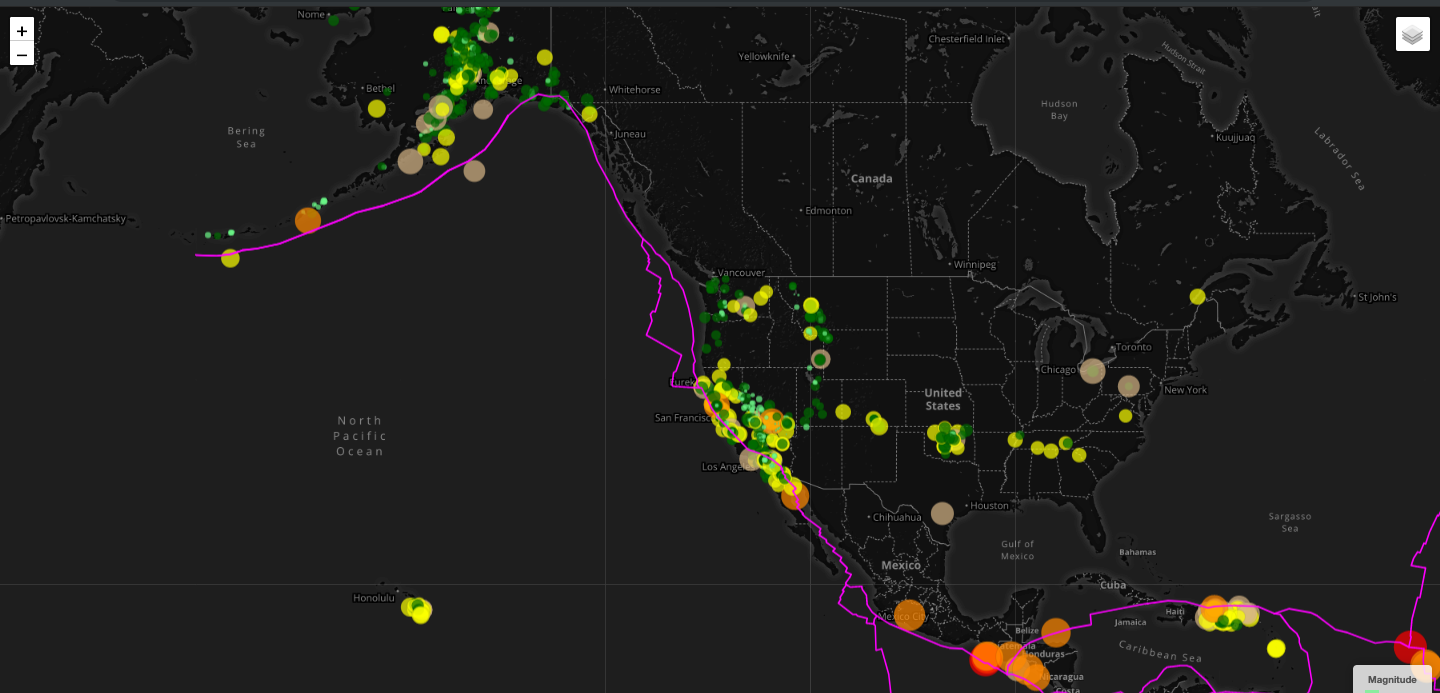 +
−
Nome
Chesterfield Inlet
Yellowknife
Hudson Strait
Bethel
Whitehorse
Hudson
Bay
Bering
Sea
Juneau
Kuujjuaq
Labrador Sea
Canada
Edmonton
Petropavlovsk-Kamchatsky
Vancouver
Winnipeg
St John's
Toronto
Chicago
New York
United
States
North
Pacific
Ocean
San Francisc
Los Angel
Houston
Chihuahua
Sargasso
Sea
Gulf of
Mexico
Bahamas
Mexico
Cuba
Honolulu
Haiti
Mexico City
Jamaica
Belize
Caribbean Sea
Honduras
Nicaragua
Costa
Magnitude